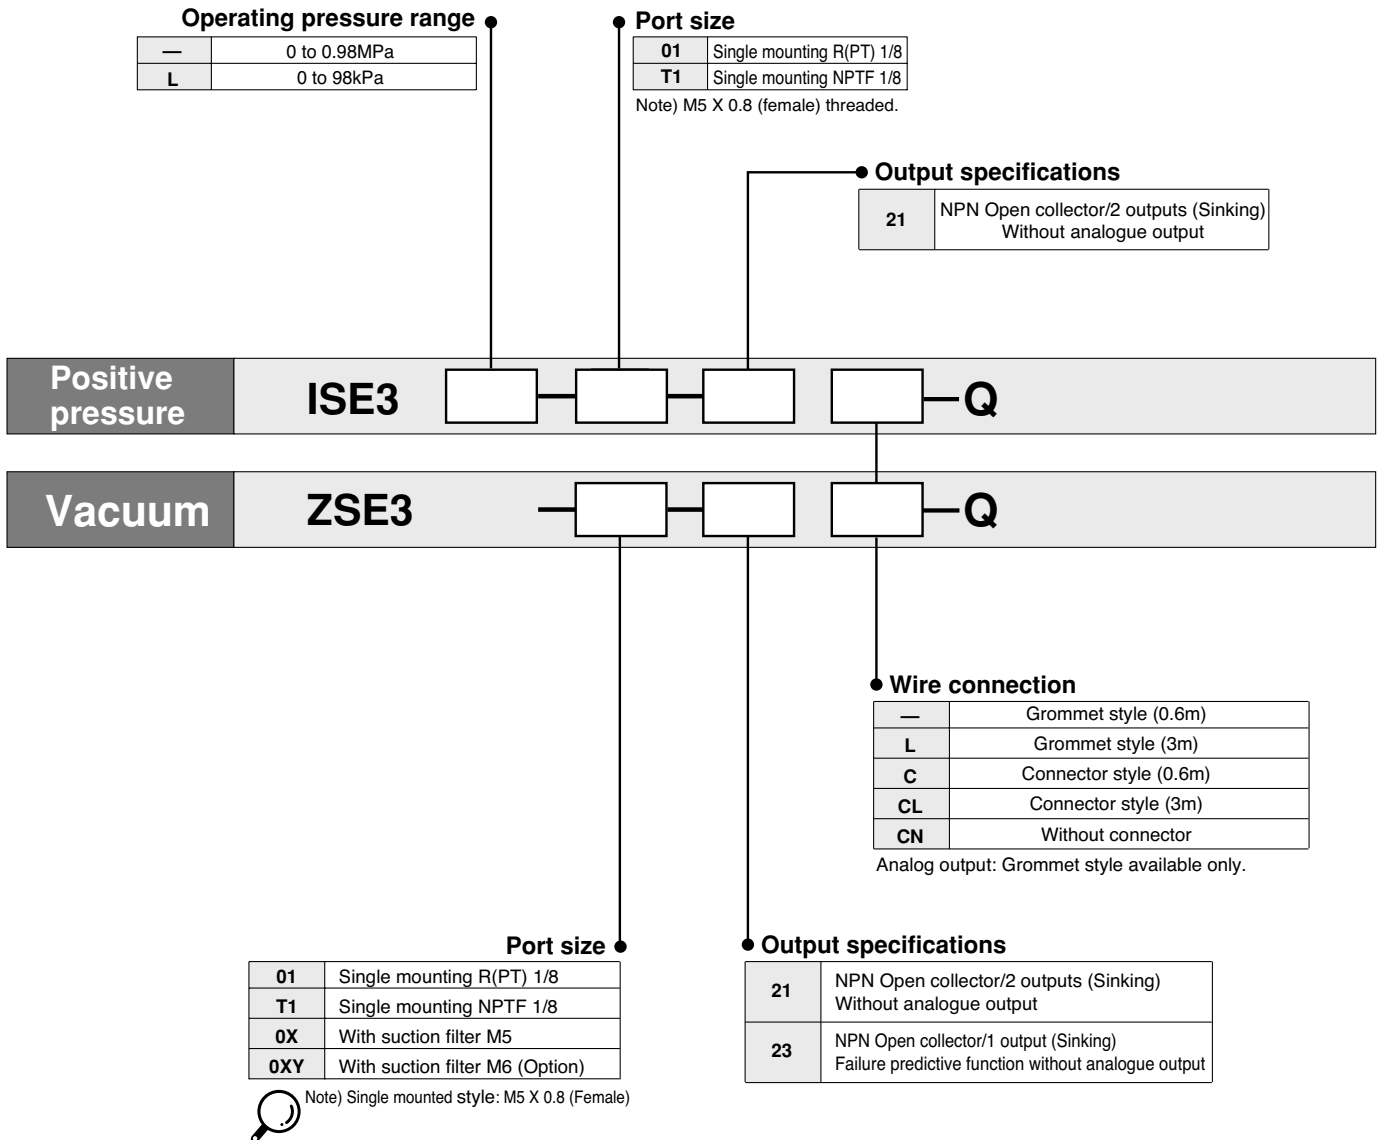 Operating pressure range
— 0 to 0.98MPa
L 0 to 98kPa
Port size
01 Single mounting R(PT) 1/8
T1 Single mounting NPTF 1/8
Note) M5 X 0.8 (female) threaded.
Output specifications
21 NPN Open collector/2 outputs (Sinking)
Without analogue output
Positive
pressure
ISE3 — — — Q
Vacuum
ZSE3 — — — Q
Wire connection
— Grommet style (0.6m)
L Grommet style (3m)
C Connector style (0.6m)
CL Connector style (3m)
CN Without connector
Analog output: Grommet style available only.
Port size
01 Single mounting R(PT) 1/8
T1 Single mounting NPTF 1/8
0X With suction filter M5
0XY With suction filter M6 (Option)
Note) Single mounted style: M5 X 0.8 (Female)
Output specifications
21 NPN Open collector/2 outputs (Sinking)
Without analogue output
23 NPN Open collector/1 output (Sinking)
Failure predictive function without analogue output